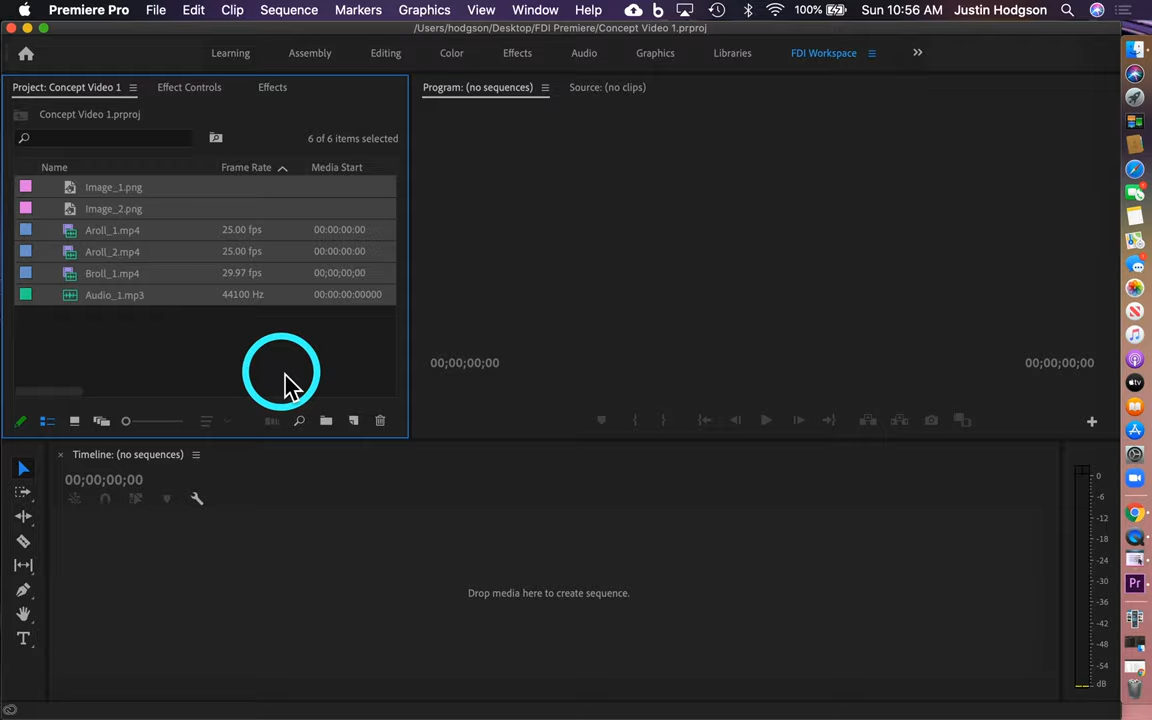 Premiere Pro File Edit Clip Sequence Markers Graphics View Window Help 100% Sun 10:56 AM Justin Hodgson
/Users/hodgson/Desktop/FDI Premiere/Concept Video 1.prproj
Learning Assembly Editing Color Effects Audio Graphics Libraries FDI Workspace
Project: Concept Video 1 Effect Controls Effects
Program: (no sequences) Source: (no clips)
Concept Video 1.prproj
6 of 6 items selected
Name Frame Rate Media Start
Image_1.png
Image_2.png
Aroll_1.mp4 25.00 fps 00:00:00:00
Aroll_2.mp4 25.00 fps 00:00:00:00
Broll_1.mp4 29.97 fps 00;00;00;00
Audio_1.mp3 44100 Hz 00:00:00:00000
00;00;00;00 00;00;00;00
Timeline: (no sequences)
00;00;00;00
Drop media here to create sequence.
0
-6
-12
-18
-24
-30
-36
-42
-48
-54
dB
T
Pr
tv